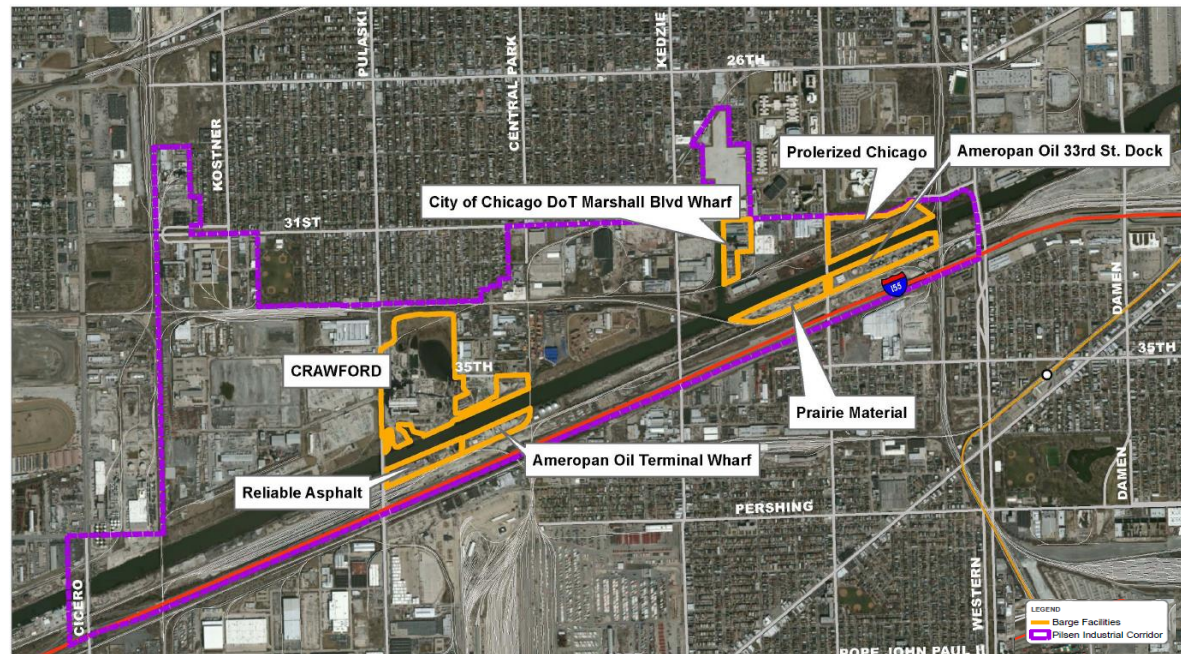 PULASKI
CENTRAL PARK
KEDZIE
26TH
KOSTNER
Prolerized Chicago
Ameropan Oil 33rd St. Dock
City of Chicago DoT Marshall Blvd Wharf
31ST
I55
DAMEN
35TH
CRAWFORD
35TH
Prairie Material
Ameropan Oil Terminal Wharf
Reliable Asphalt
DAMEN
PERSHING
CICERO
WESTERN
LEGEND
Barge Facilities
Pilsen Industrial Corridor
POPE JOHN PAUL II